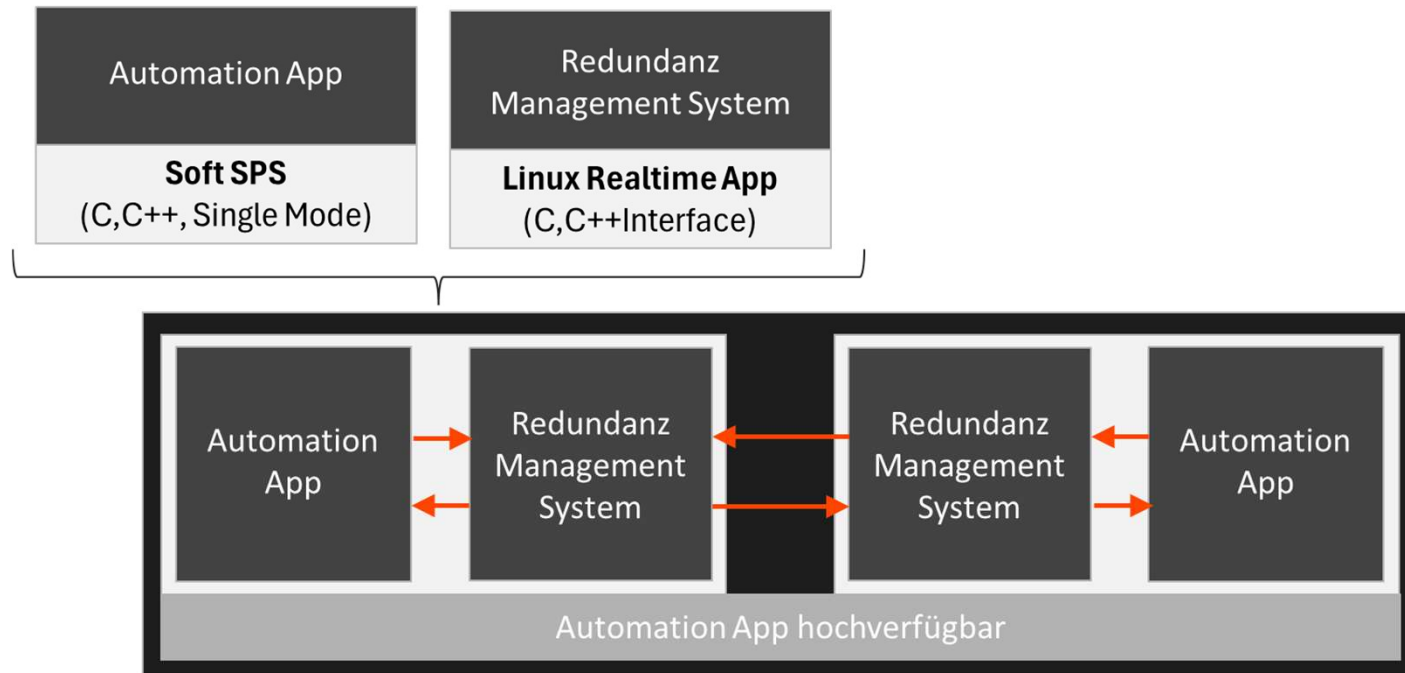 Automation App
Soft SPS
(C,C++, Single Mode)
Redundanz
Management System
Linux Realtime App
(C,C++Interface)
Automation
App
Redundanz
Management
System
Redundanz
Management
System
Automation
App
Automation App hochverfügbar